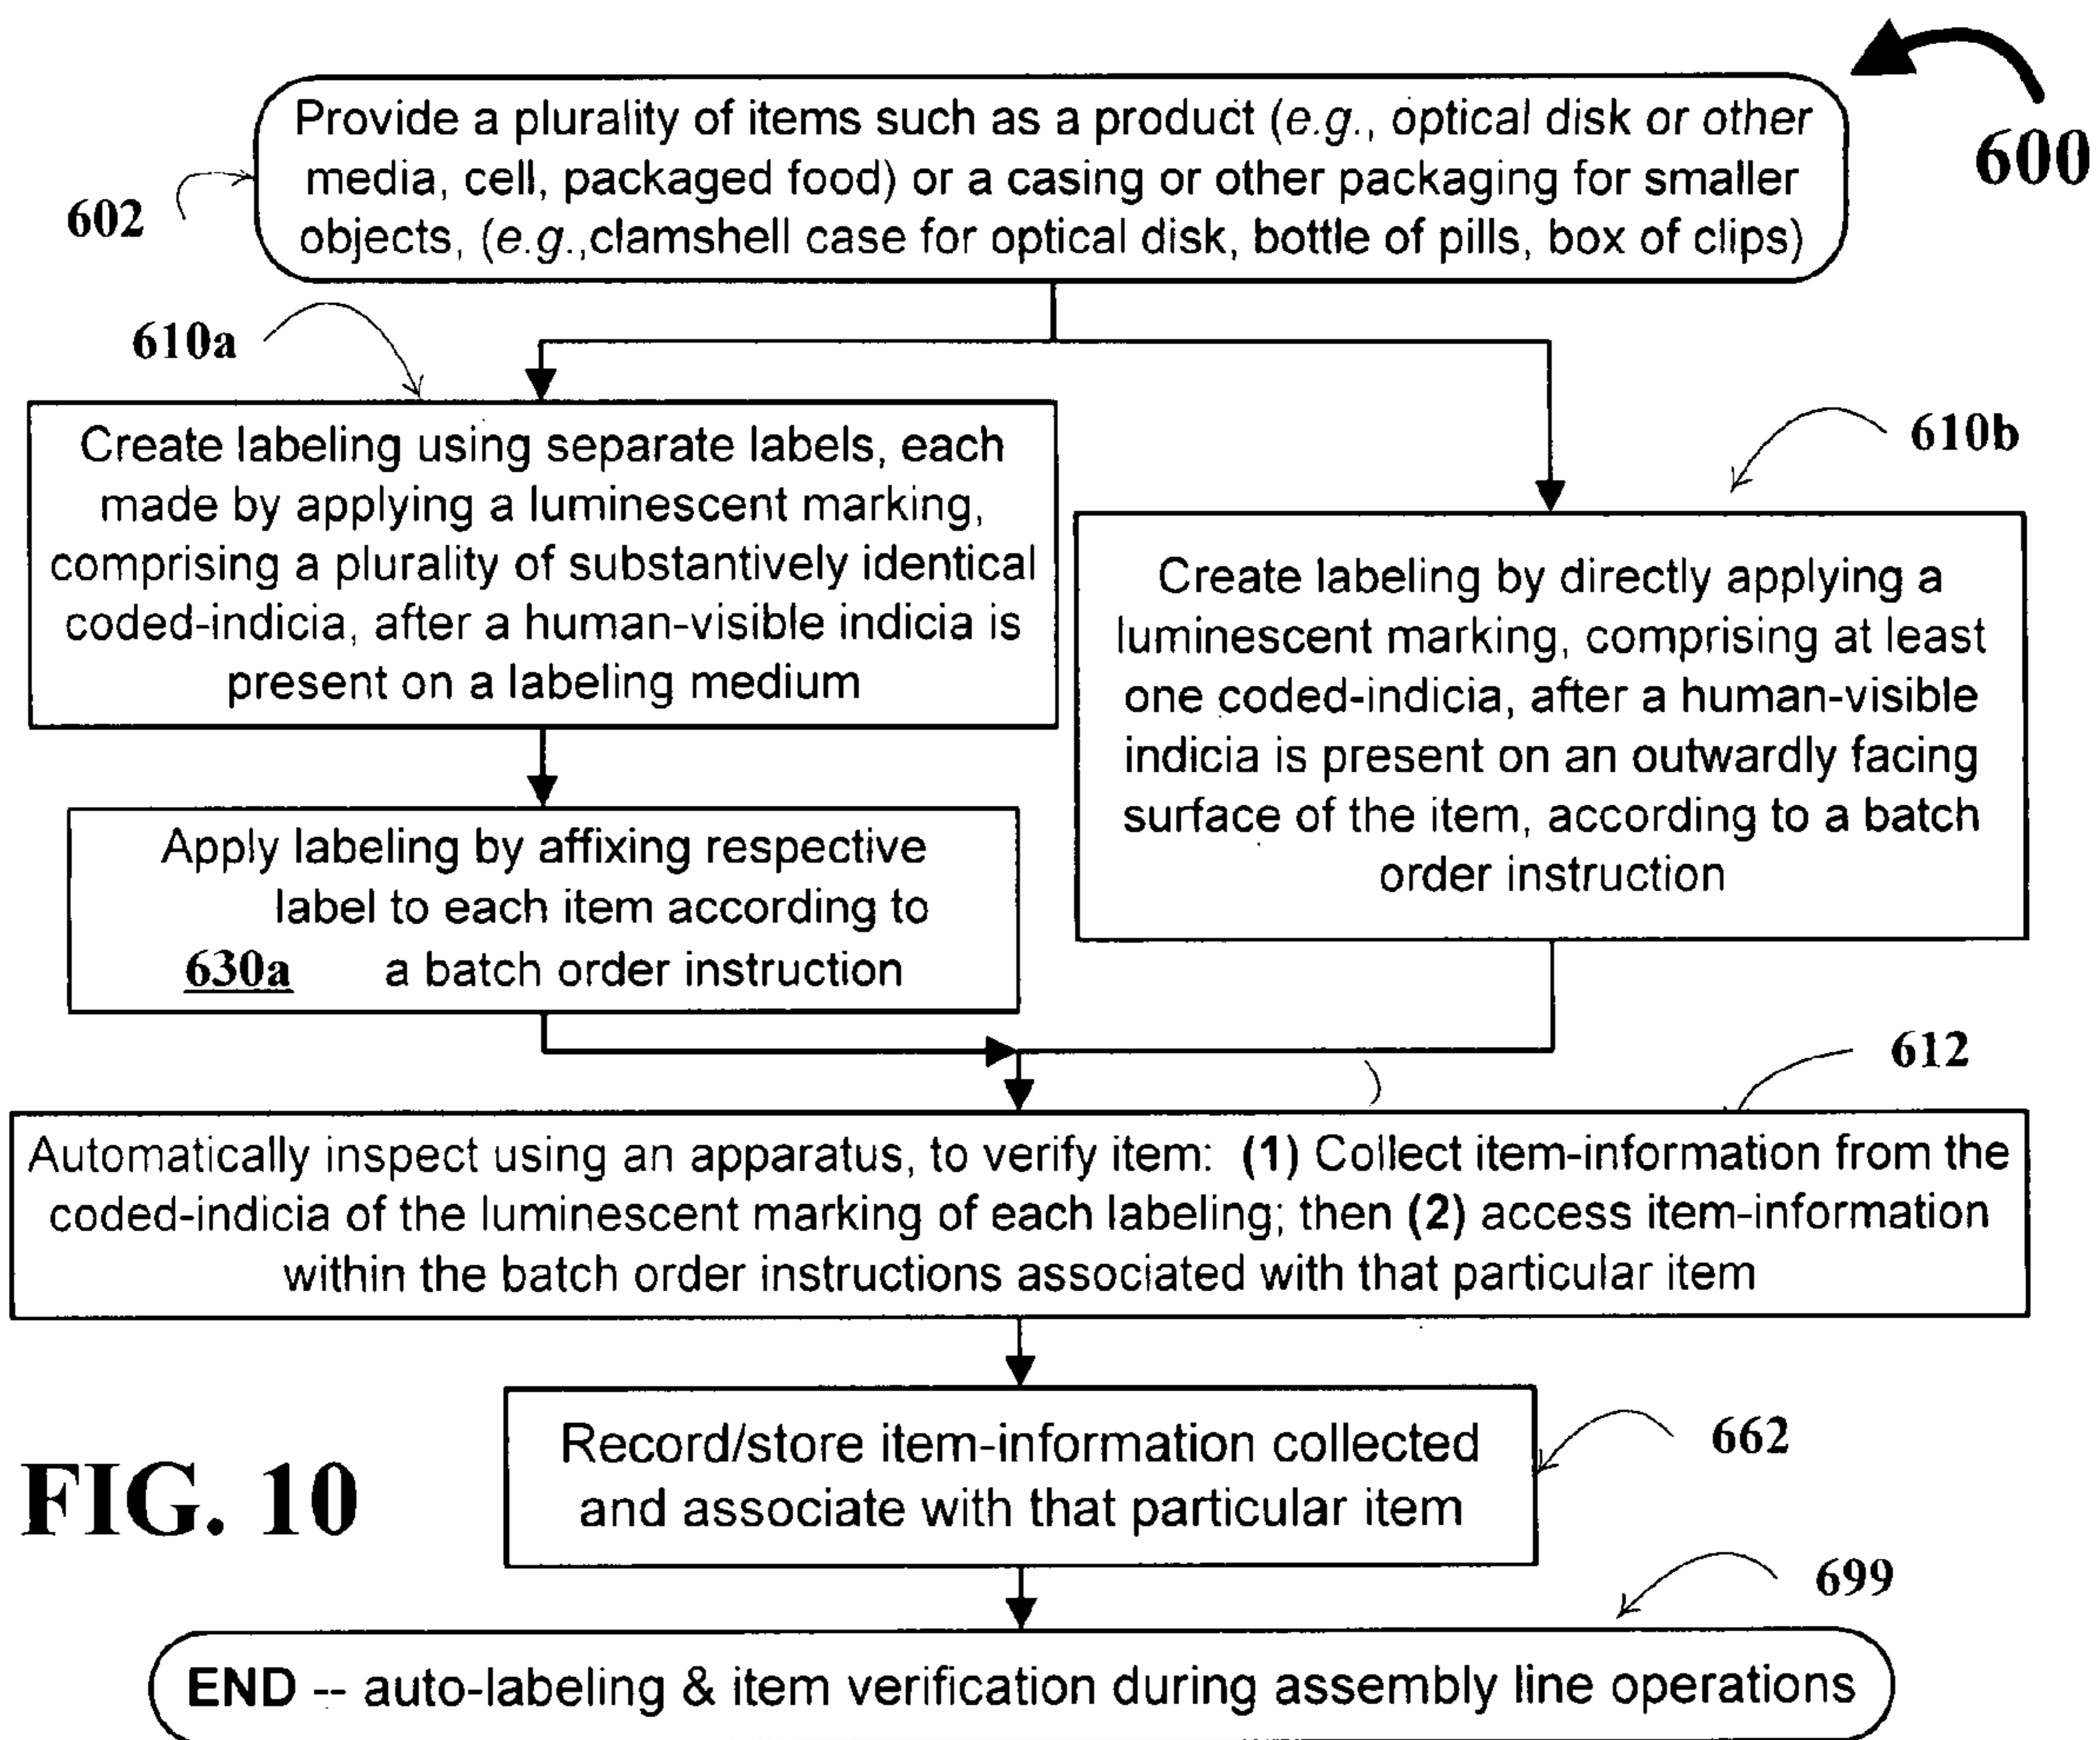 600
Provide a plurality of items such as a product (e.g., optical disk or other
media, cell, packaged food) or a casing or other packaging for smaller
objects, (e.g.,clamshell case for optical disk, bottle of pills, box of clips)
602
610a
Create labeling using separate labels, each
made by applying a luminescent marking,
comprising a plurality of substantively identical
coded-indicia, after a human-visible indicia is
present on a labeling medium
610b
Create labeling by directly applying a
luminescent marking, comprising at least
one coded-indicia, after a human-visible
indicia is present on an outwardly facing
surface of the item, according to a batch
order instruction
Apply labeling by affixing respective
label to each item according to
630a a batch order instruction
612
Automatically inspect using an apparatus, to verify item: (1) Collect item-information from the
coded-indicia of the luminescent marking of each labeling; then (2) access item-information
within the batch order instructions associated with that particular item
Record/store item-information collected
and associate with that particular item
662
FIG. 10
699
END -- auto-labeling & item verification during assembly line operations